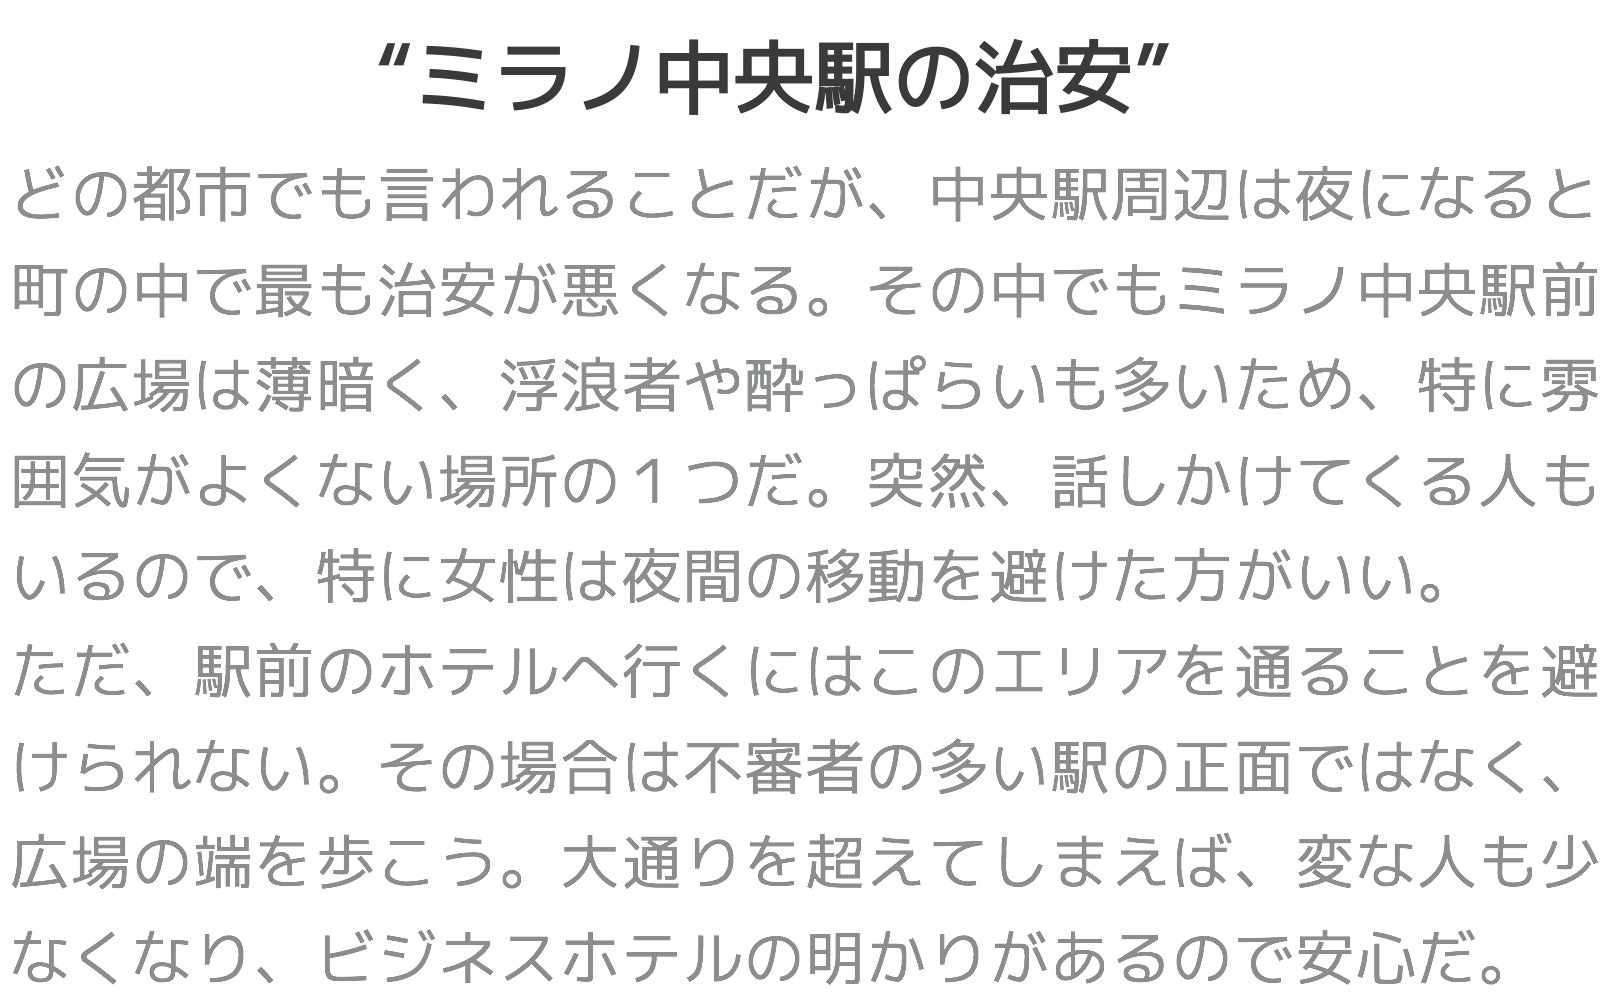 “ミラノ中央駅の治安”
どの都市でも言われることだが、中央駅周辺は夜になると
町の中で最も治安が悪くなる。その中でもミラノ中央駅前
の広場は薄暗く、浮浪者や酔っぱらいも多いため、特に雰
囲気がよくない場所の１つだ。突然、話しかけてくる人も
いるので、特に女性は夜間の移動を避けた方がいい。
ただ、駅前のホテルへ行くにはこのエリアを通ることを避
けられない。その場合は不審者の多い駅の正面ではなく、
広場の端を歩こう。大通りを超えてしまえば、変な人も少
なくなり、ビジネスホテルの明かりがあるので安心だ。